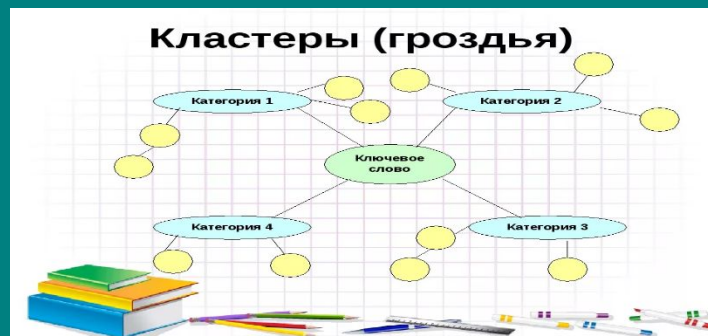 Кластеры (гроздья)
Категория 1
Категория 2
Ключевое
слово
Категория 4
Категория 3